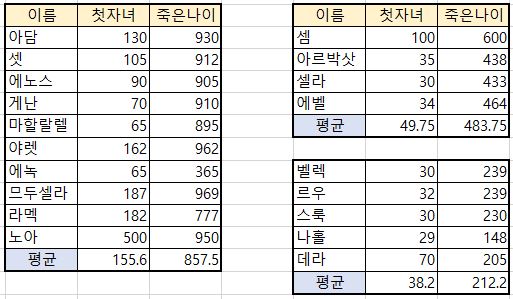 이름 첫자녀 죽은나이
아담 130 930
셋 105 912
에노스 90 905
게난 70 910
마할랄렐 65 895
야렛 162 962
에녹 65 365
므두셀라 187 969
라멕 182 777
노아 500 950
평균 155.6 857.5
이름 첫자녀 죽은나이
셈 100 600
아르박삿 35 438
셀라 30 433
에벨 34 464
평균 49.75 483.75
벨렉 30 239
르우 32 239
스룩 30 230
나홀 29 148
데라 70 205
평균 38.2 212.2